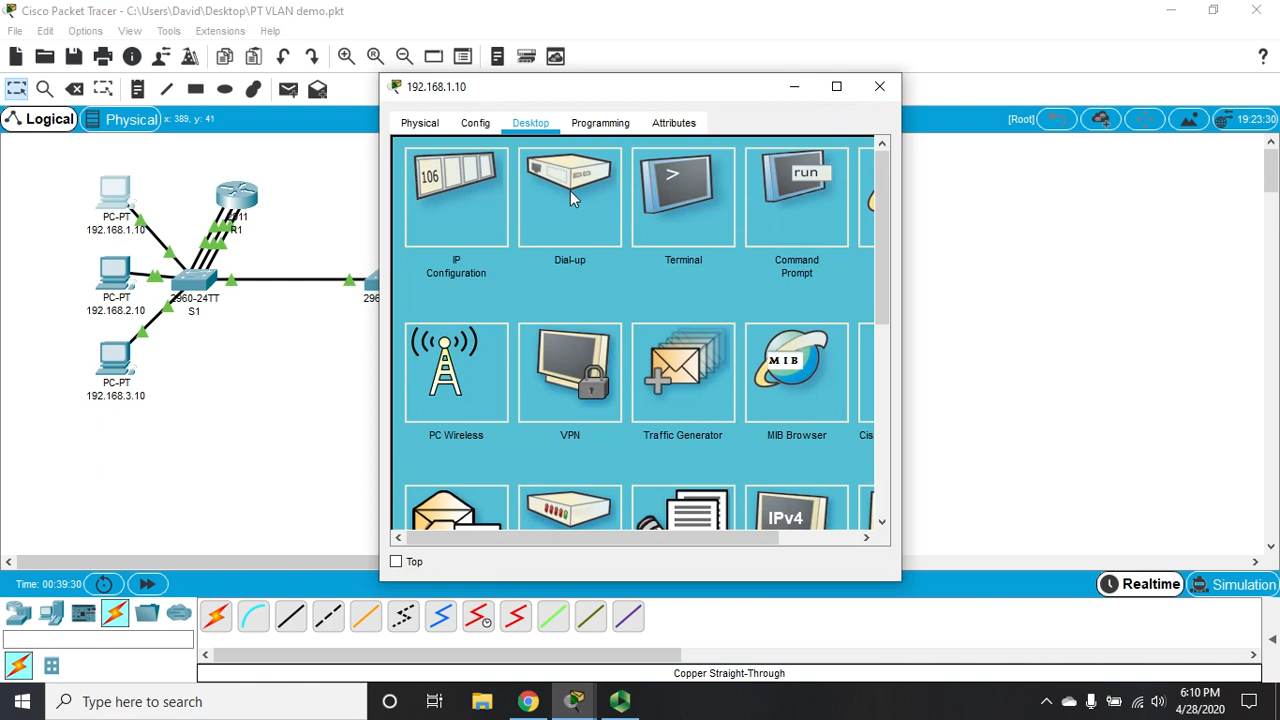 Cisco Packet Tracer - C:\Users\David\Desktop\PT VLAN demo.pkt
File Edit Options View Tools Extensions Help
192.168.1.10
Logical Physical x: 389, y: 41 [Root] 19:23:30
Physical Config Desktop Programming Attributes
106
>
run
IP Configuration
Dial-up
Terminal
Command Prompt
MIB
PC Wireless
VPN
Traffic Generator
MIB Browser
Cis
IPv4
Top
PC-PT
192.168.1.10
R1
PC-PT
192.168.2.10
2960-24TT
S1
296
PC-PT
192.168.3.10
Time: 00:39:30
Realtime Simulation
Copper Straight-Through
Type here to search
6:10 PM
4/28/2020